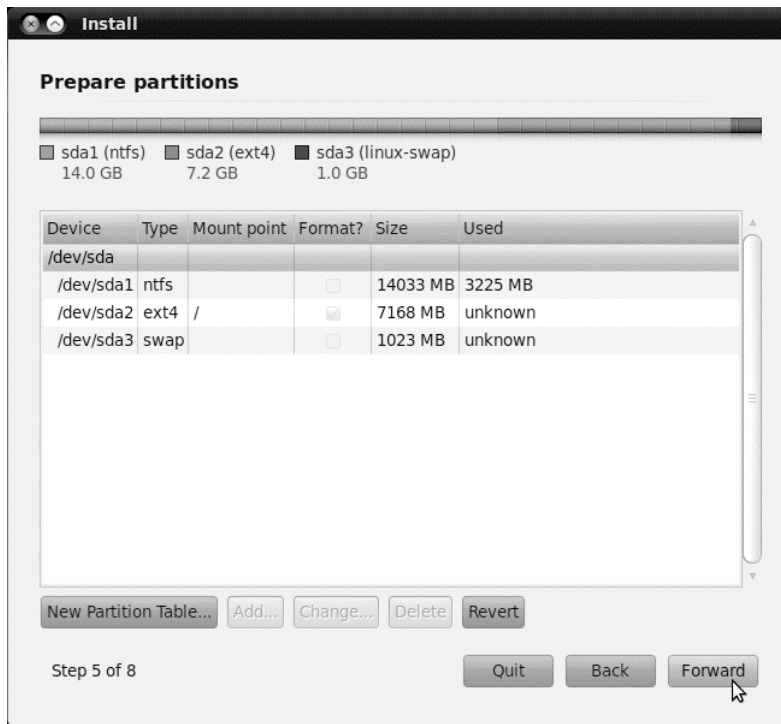 Install
Prepare partitions
sda1 (ntfs) sda2 (ext4) sda3 (linux-swap)
14.0 GB 7.2 GB 1.0 GB
Device Type Mount point Format? Size Used
/dev/sda
/dev/sda1 ntfs 14033 MB 3225 MB
/dev/sda2 ext4 / 7168 MB unknown
/dev/sda3 swap 1023 MB unknown
New Partition Table... Add... Change... Delete Revert
Step 5 of 8 Quit Back Forward